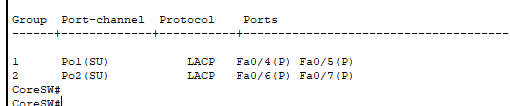 Group  Port-channel  Protocol    Ports
------+-------------+-----------+-----------------------------------------------
1      Po1(SU)           LACP   Fa0/4(P) Fa0/5(P)
2      Po2(SU)           LACP   Fa0/6(P) Fa0/7(P)
CoreSW#
CoreSW#